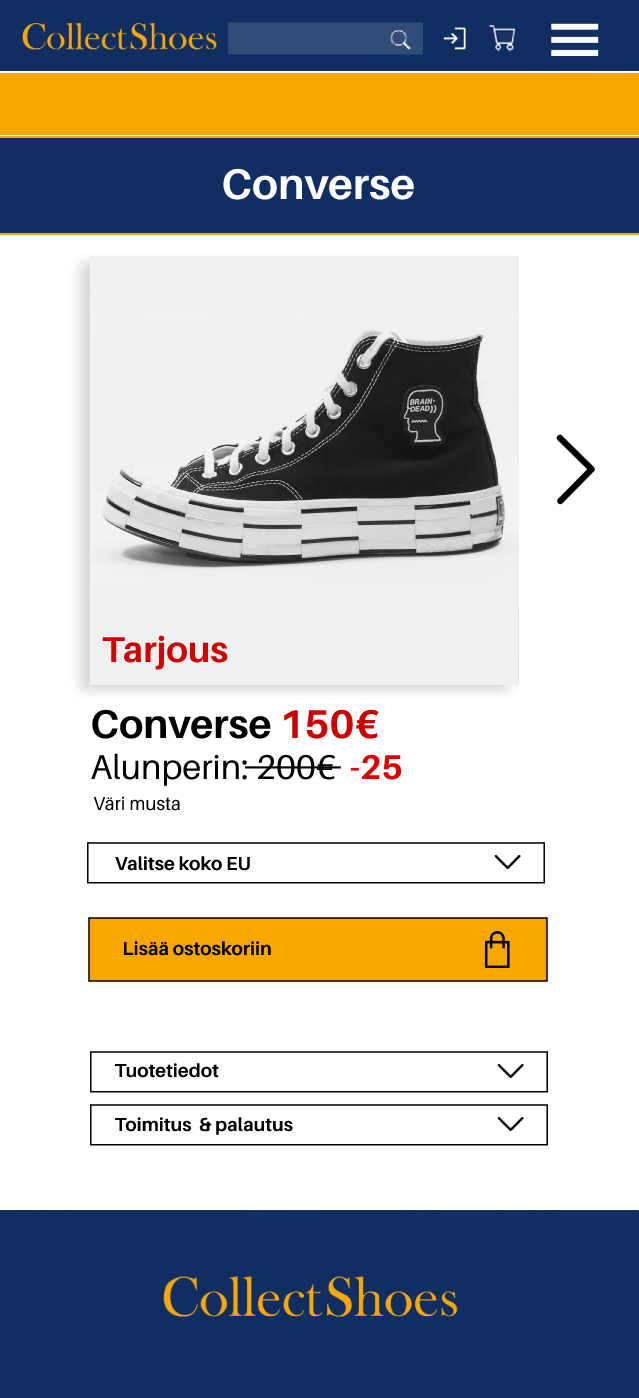 CollectShoes
Converse
BRAIN-
DEAD))
Tarjous
Converse 150€
Alunperin: 200€ -25
Väri musta
Valitse koko EU
Lisää ostoskoriin
Tuotetiedot
Toimitus & palautus
CollectShoes